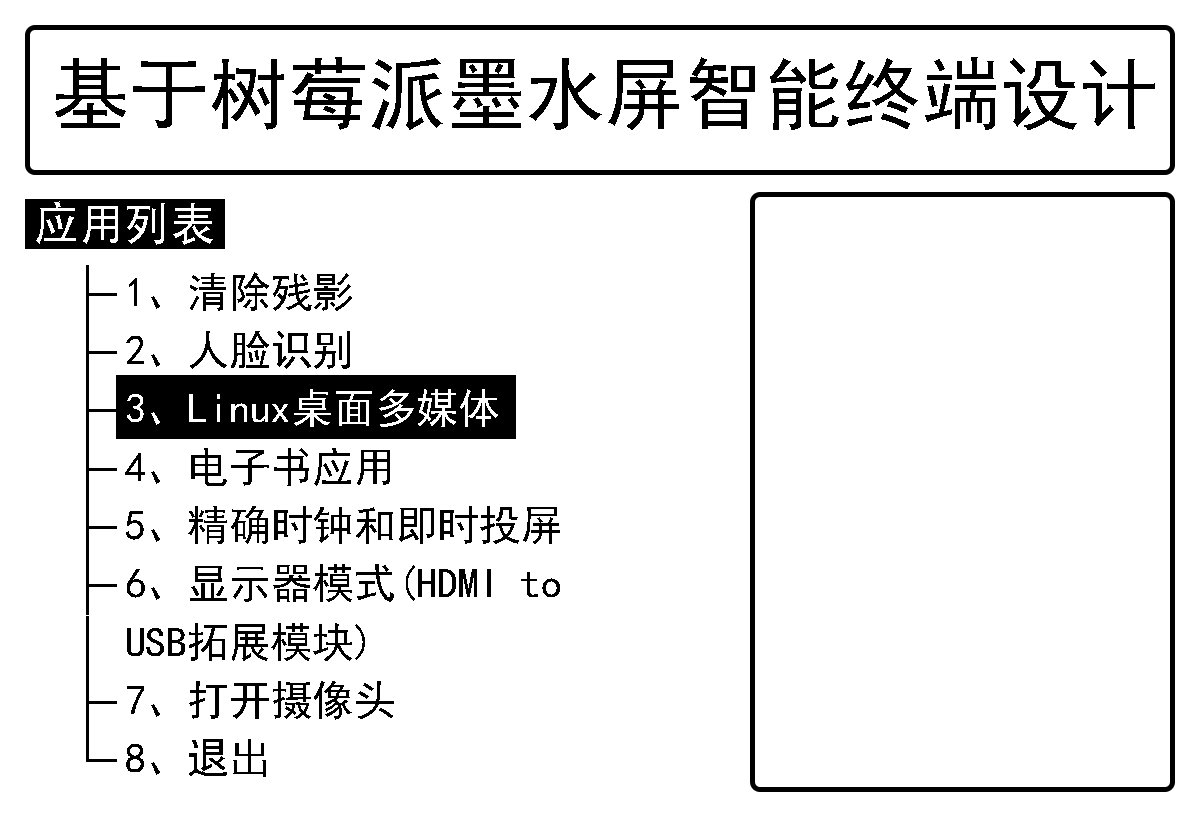 基于树莓派墨水屏智能终端设计
应用列表
1、清除残影
2、人脸识别
3、Linux桌面多媒体
4、电子书应用
5、精确时钟和即时投屏
6、显示器模式(HDMI to
USB拓展模块)
7、打开摄像头
8、退出